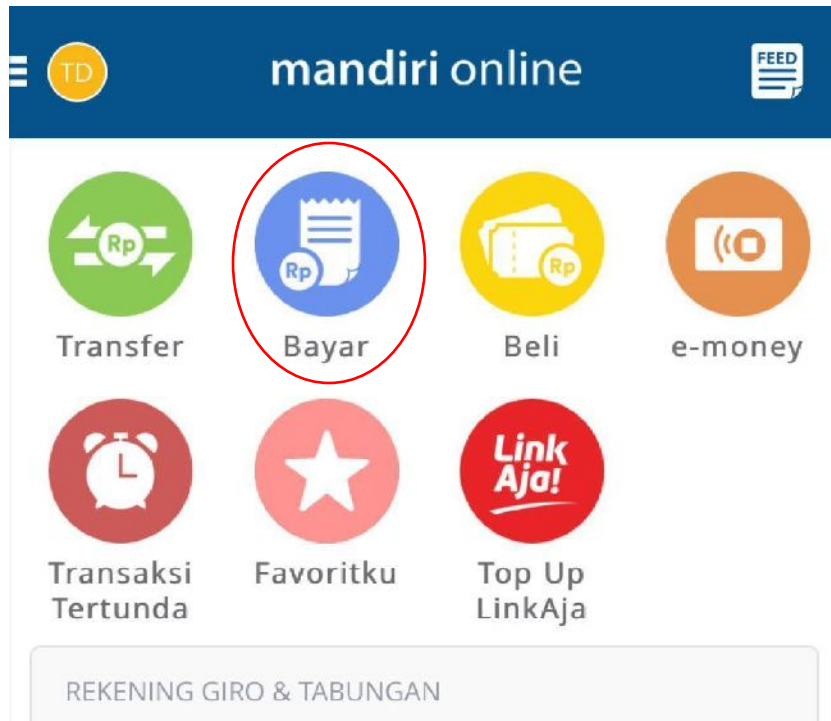 TD mandiri online FEED
Rp Rp Rp
Transfer Bayar Beli e-money
L Link
Aja!
Transaksi Favoritku Top Up
Tertunda LinkAja
REKENING GIRO & TABUNGAN